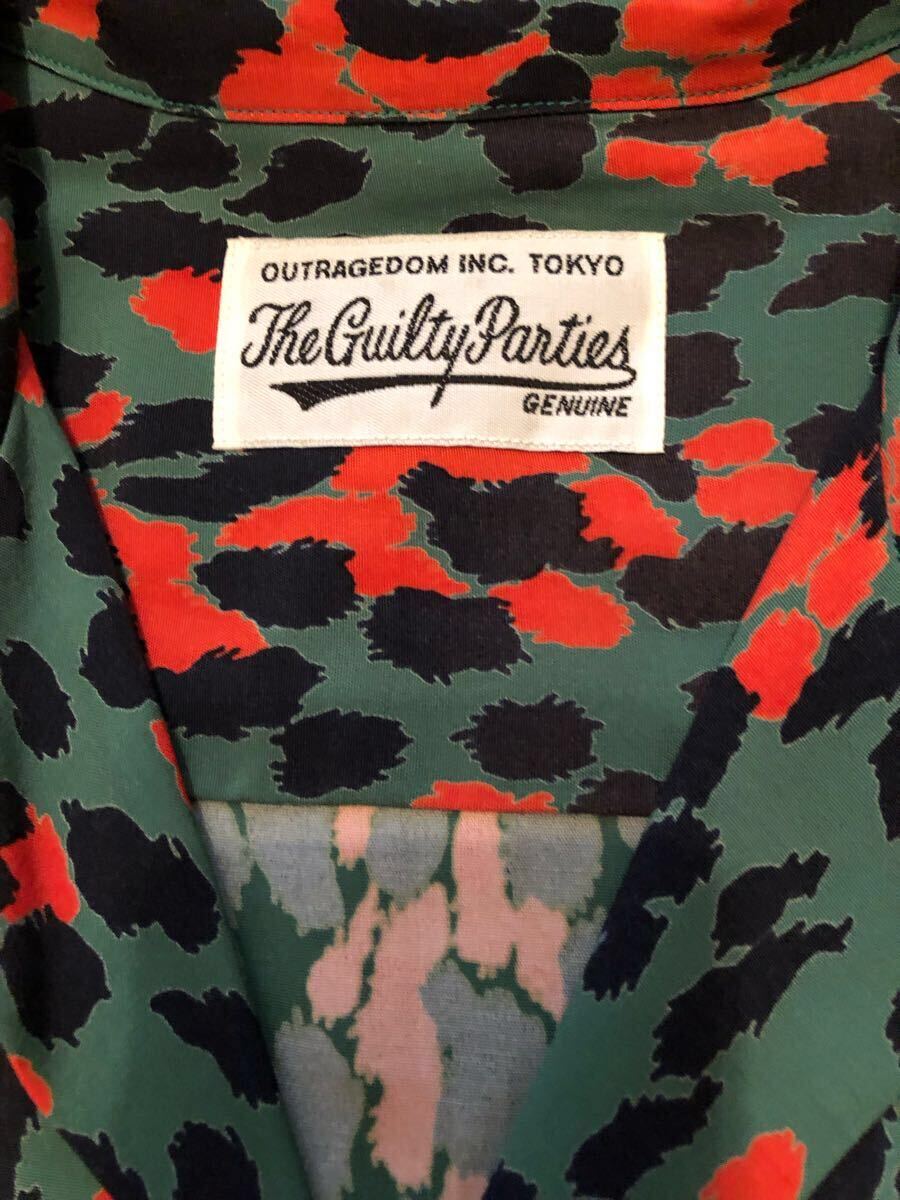 OUTRAGEDOM INC. TOKYO
The Guilty Parties
GENUINE